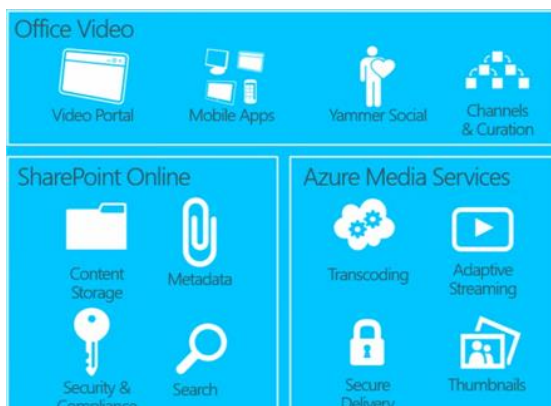 Office Video
Video Portal
Mobile Apps
Yammer Social
Channels
& Curation
SharePoint Online
Content
Storage
Metadata
Security &
Compliance
Search
Azure Media Services
Transcoding
Adaptive
Streaming
Secure
Delivery
Thumbnails